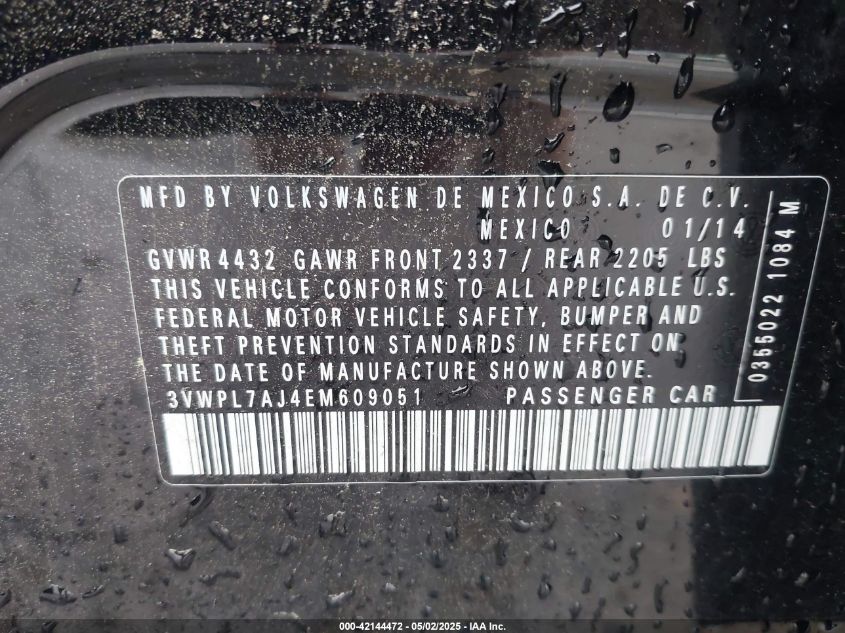 MFD BY VOLKSWAGEN DE MEXICO S.A. DE C.V.
MEXICO 01/14
GVWR 4432 GAWR FRONT 2337 / REAR 2205 LBS
THIS VEHICLE CONFORMS TO ALL APPLICABLE U.S.
FEDERAL MOTOR VEHICLE SAFETY, BUMPER AND
THEFT PREVENTION STANDARDS IN EFFECT ON
THE DATE OF MANUFACTURE SHOWN ABOVE.
3VWPL7AJ4EM609051 PASSENGER CAR
0355022 1084 M
000-42144472 - 05/02/2025 - IAA Inc.